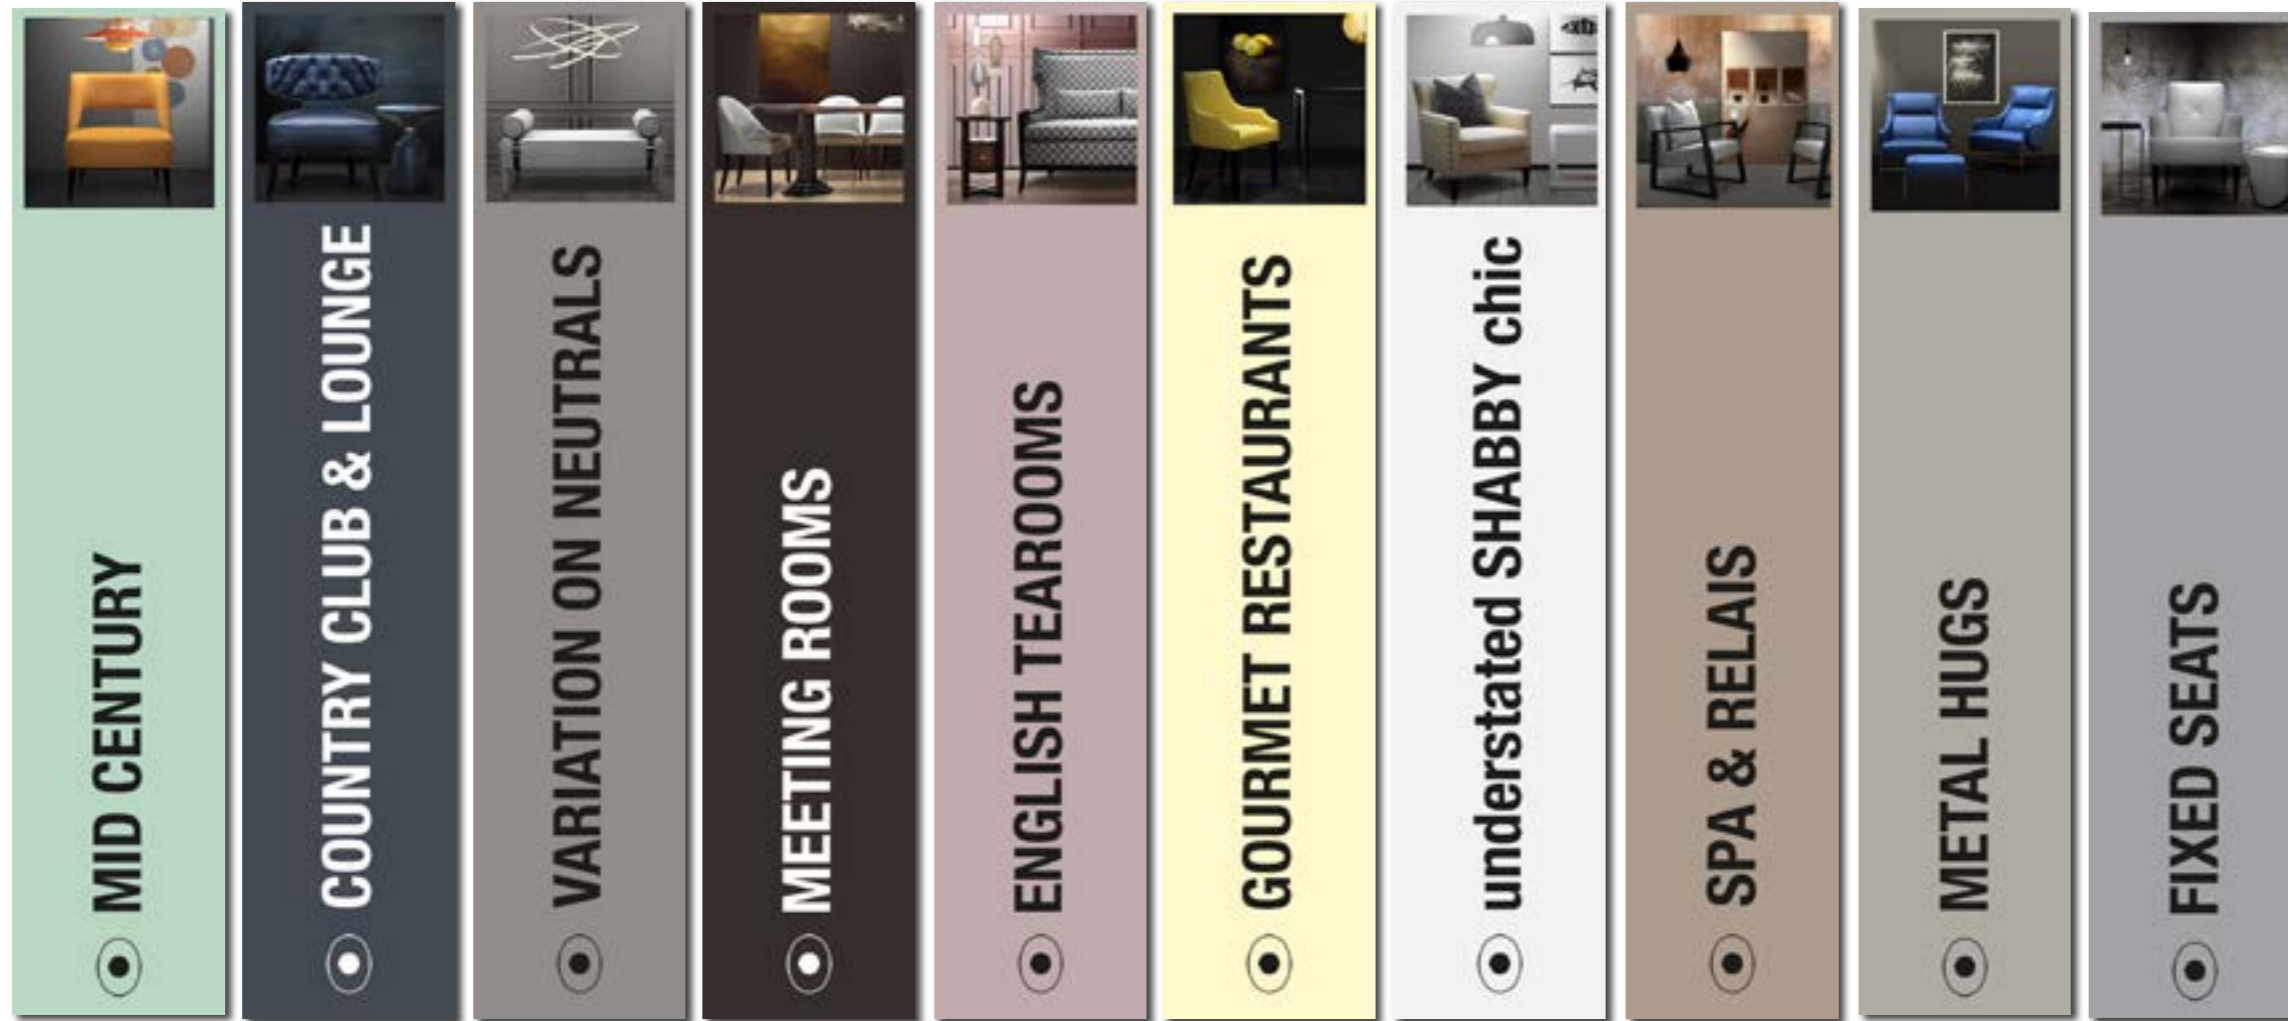 MID CENTURY
COUNTRY CLUB & LOUNGE
VARIATION ON NEUTRALS
MEETING ROOMS
ENGLISH TEAROOMS
GOURMET RESTAURANTS
understated SHABBY chic
SPA & RELAIS
METAL HUGS
FIXED SEATS